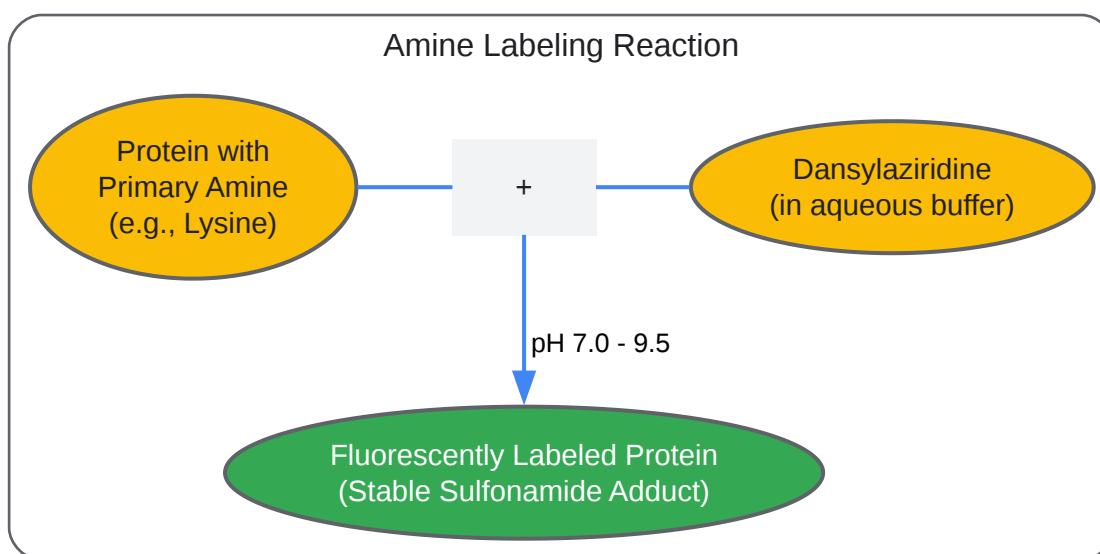 Amine Labeling Reaction
Protein with
Primary Amine
(e.g., Lysine)
+
Dansylaziridine
(in aqueous buffer)
pH 7.0 - 9.5
Fluorescently Labeled Protein
(Stable Sulfonamide Adduct)